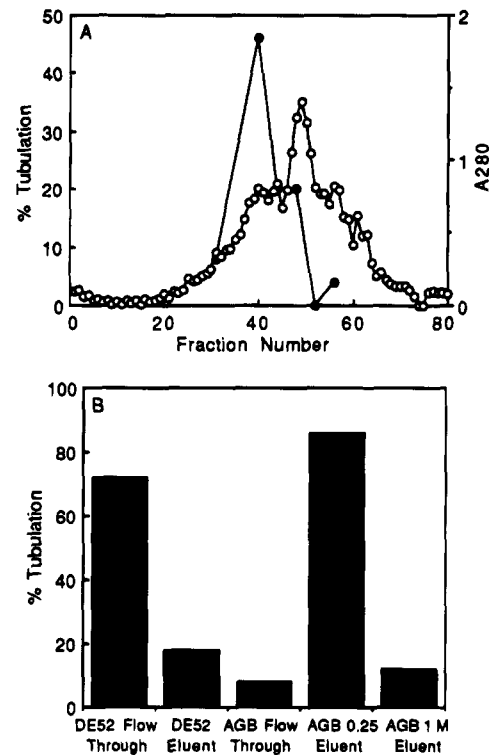 A
50
40
30
20
10
0
% Tubulation
2
1
0
A280
0
20
40
60
80
Fraction Number
B
100
80
60
40
20
0
% Tubulation
DE52 Flow Through
DE52 Eluent
AGB Flow Through
AGB 0.25 Eluent
AGB 1 M Eluent